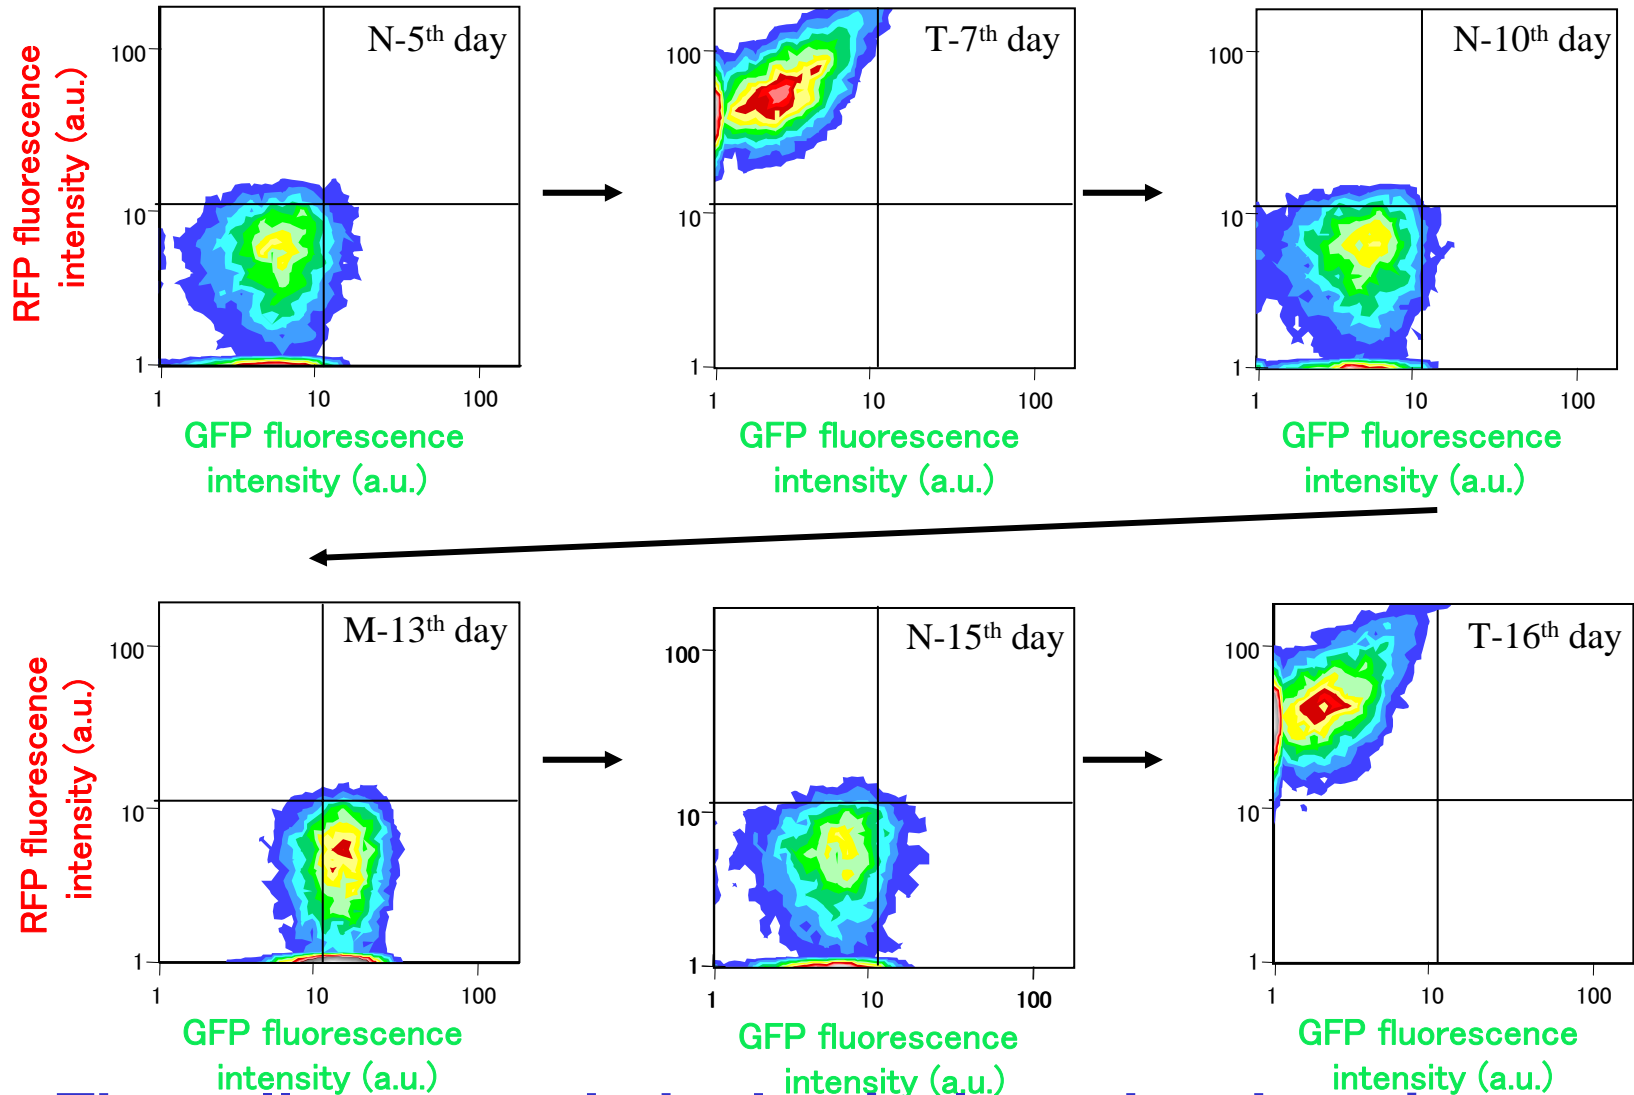 RFP fluorescence
intensity (a.u.)
N-5th day
100
10
1
1 10 100
GFP fluorescence
intensity (a.u.)
T-7th day
100
10
1
1 10 100
GFP fluorescence
intensity (a.u.)
N-10th day
100
10
1
1 10 100
GFP fluorescence
intensity (a.u.)
RFP fluorescence
intensity (a.u.)
M-13th day
100
10
1
1 10 100
GFP fluorescence
intensity (a.u.)
N-15th day
100
10
1
1 10 100
GFP fluorescence
intensity (a.u.)
T-16th day
100
10
1
1 10 100
GFP fluorescence
intensity (a.u.)